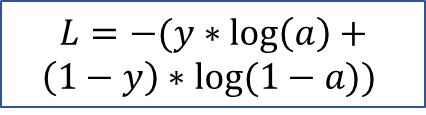 L = −(y ∗ log(a) +
(1 − y) ∗ log(1 − a))